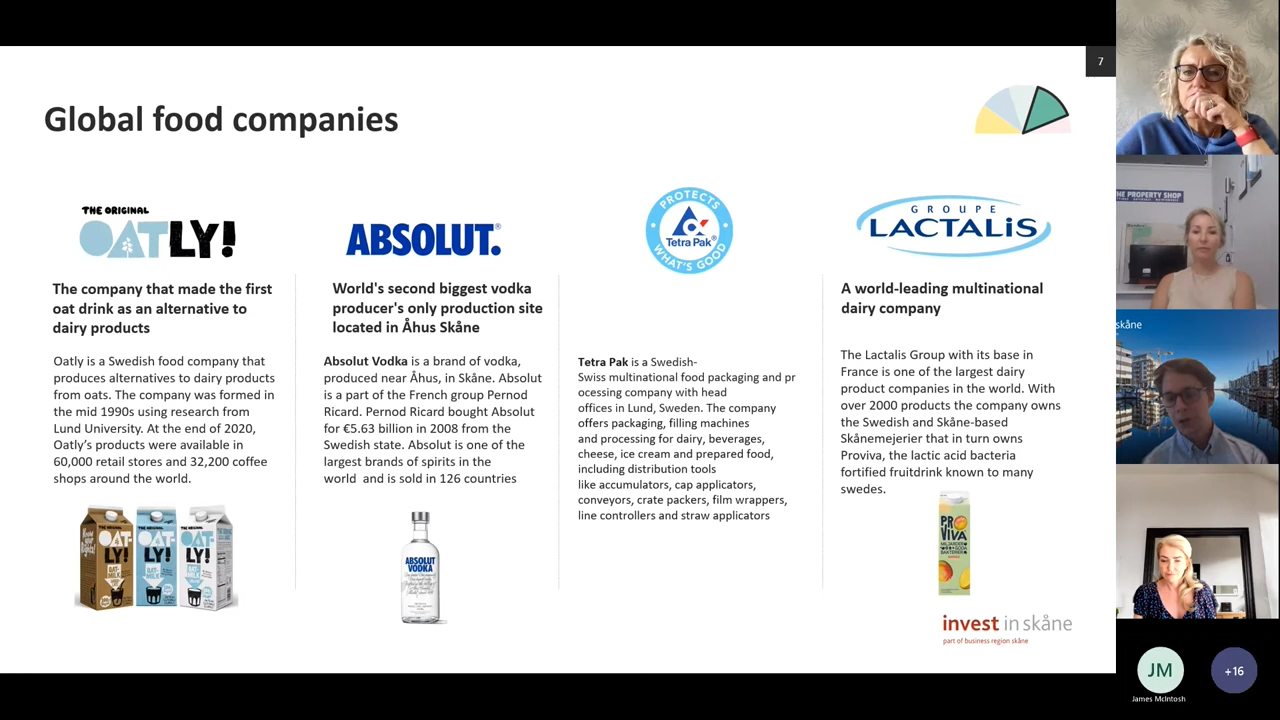 7
Global food companies
THE ORIGINAL
OATLY!
The company that made the first
oat drink as an alternative to
dairy products
Oatly is a Swedish food company that
produces alternatives to dairy products
from oats. The company was formed in
the mid 1990s using research from
Lund University. At the end of 2020,
Oatly’s products were available in
60,000 retail stores and 32,200 coffee
shops around the world.
ABSOLUT.®
World's second biggest vodka
producer's only production site
located in Åhus Skåne
Absolut Vodka is a brand of vodka,
produced near Åhus, in Skåne. Absolut
is a part of the French group Pernod
Ricard. Pernod Ricard bought Absolut
for €5.63 billion in 2008 from the
Swedish state. Absolut is one of the
largest brands of spirits in the
world  and is sold in 126 countries
ABSOLUT
VODKA
PROTECTS
Tetra Pak®
WHAT'S GOOD
Tetra Pak is a Swedish-
Swiss multinational food packaging and pr
ocessing company with head
offices in Lund, Sweden. The company
offers packaging, filling machines
and processing for dairy, beverages,
cheese, ice cream and prepared food,
including distribution tools
like accumulators, cap applicators,
conveyors, crate packers, film wrappers,
line controllers and straw applicators
GROUPE
LACTALIS
A world-leading multinational
dairy company
The Lactalis Group with its base in
France is one of the largest dairy
product companies in the world. With
over 2000 products the company owns
the Swedish and Skåne-based
Skånemejerier that in turn owns
Proviva, the lactic acid bacteria
fortified fruitdrink known to many
swedes.
PRO
VIVA
invest in skåne
part of business region skåne
THE PROPERTY SHOP
skåne
JM
James McIntosh
+16